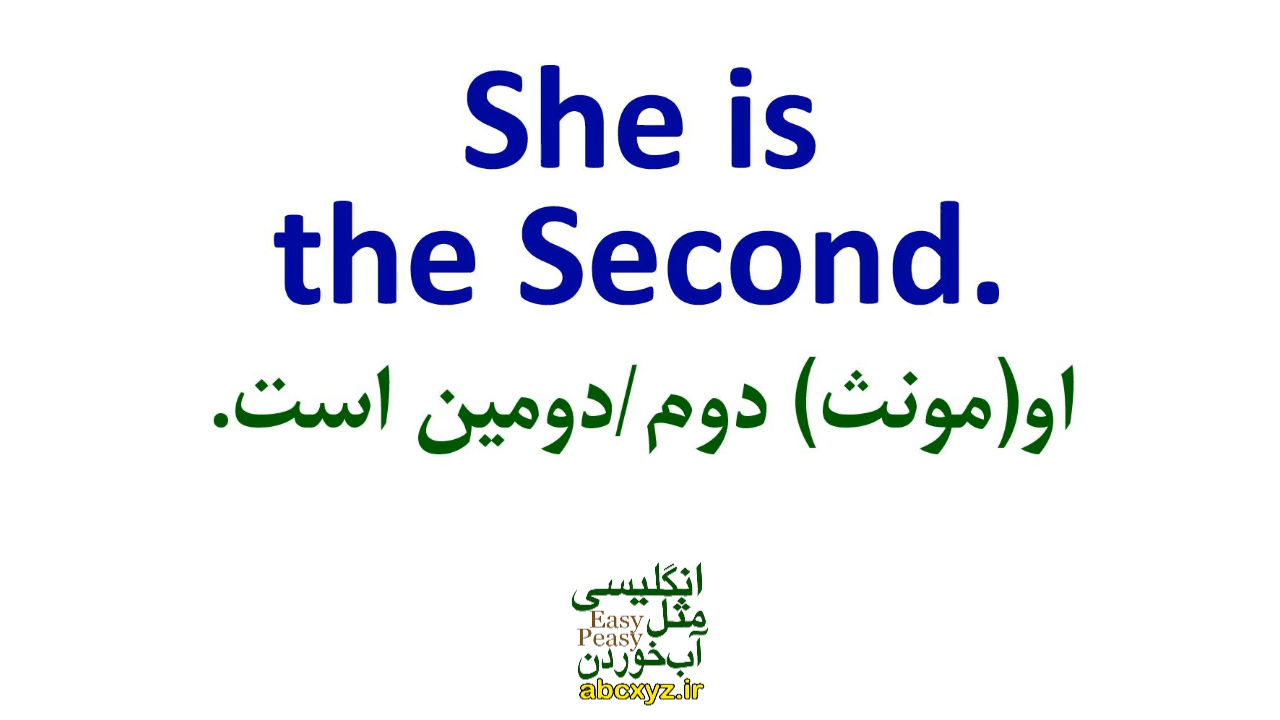 She is
the Second.
او(مونث) دوم/دومین است.
انگلیسی
مثل
Easy
Peasy
آب‌خوردن
abcxyz.ir